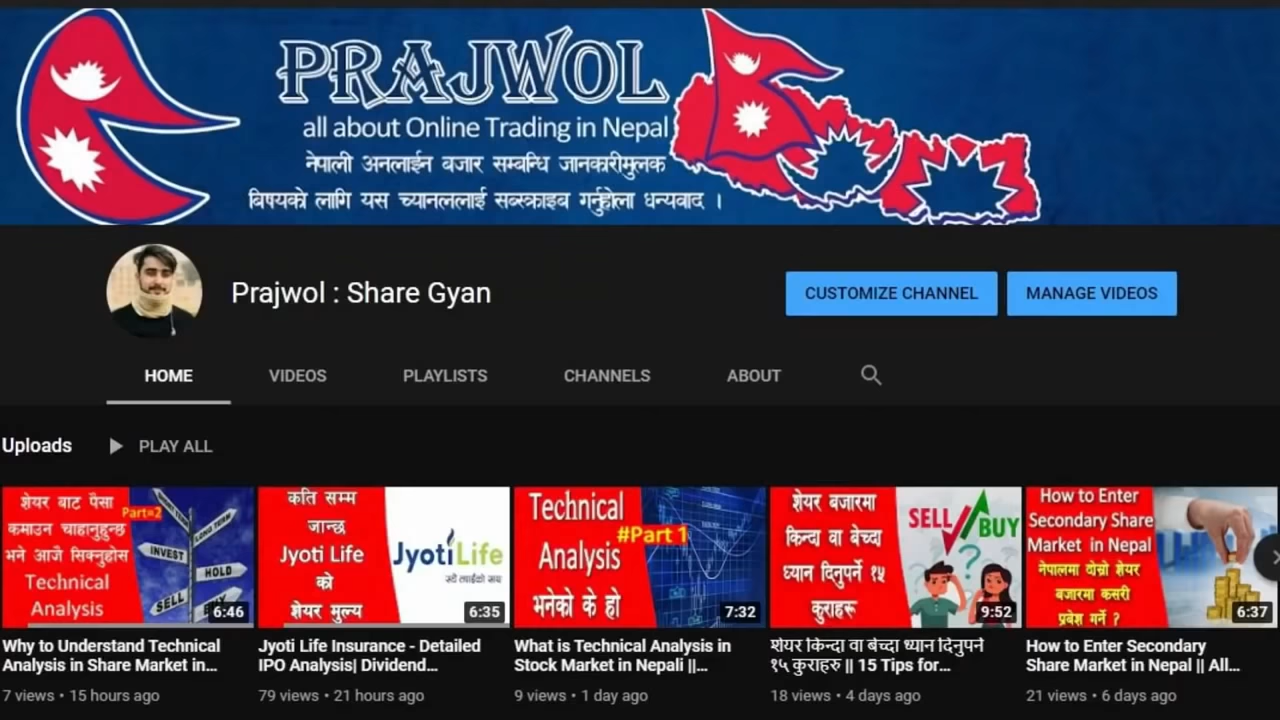 PRAJWOL
all about Online Trading in Nepal
नेपाली अनलाईन बजार सम्बन्धि जानकारीमुलक
बिषयको लागि यस च्यानललाई सब्स्क्राइब गर्नुहोला धन्यवाद ।
Prajwol : Share Gyan
CUSTOMIZE CHANNEL
MANAGE VIDEOS
HOME
VIDEOS
PLAYLISTS
CHANNELS
ABOUT
Uploads
PLAY ALL
शेयर बाट पैसा
कमाउन चाहानुहुन्छ
भने आजै सिक्नुहोस
Technical
Analysis
Part=2
INVEST
HOLD
SELL
6:46
कति सम्म
जान्छ
Jyoti Life
को
शेयर मुल्य
Jyoti Life
6:35
Technical
Analysis
भनेको के हो
#Part 1
7:32
शेयर बजारमा
किन्दा वा बेच्दा
ध्यान दिनुपर्ने १५
कुराहरू
SELL
BUY
9:52
How to Enter
Secondary Share
Market in Nepal
नेपालमा दोस्रो शेयर
बजारमा कसरी
प्रबेश गर्ने ?
6:37
Why to Understand Technical
Analysis in Share Market in...
7 views • 15 hours ago
Jyoti Life Insurance - Detailed
IPO Analysis| Dividend...
79 views • 21 hours ago
What is Technical Analysis in
Stock Market in Nepali ||...
9 views • 1 day ago
शेयर किन्दा वा बेच्दा ध्यान दिनुपर्ने
१५ कुराहरु || 15 Tips for...
18 views • 4 days ago
How to Enter Secondary
Share Market in Nepal || All...
21 views • 6 days ago